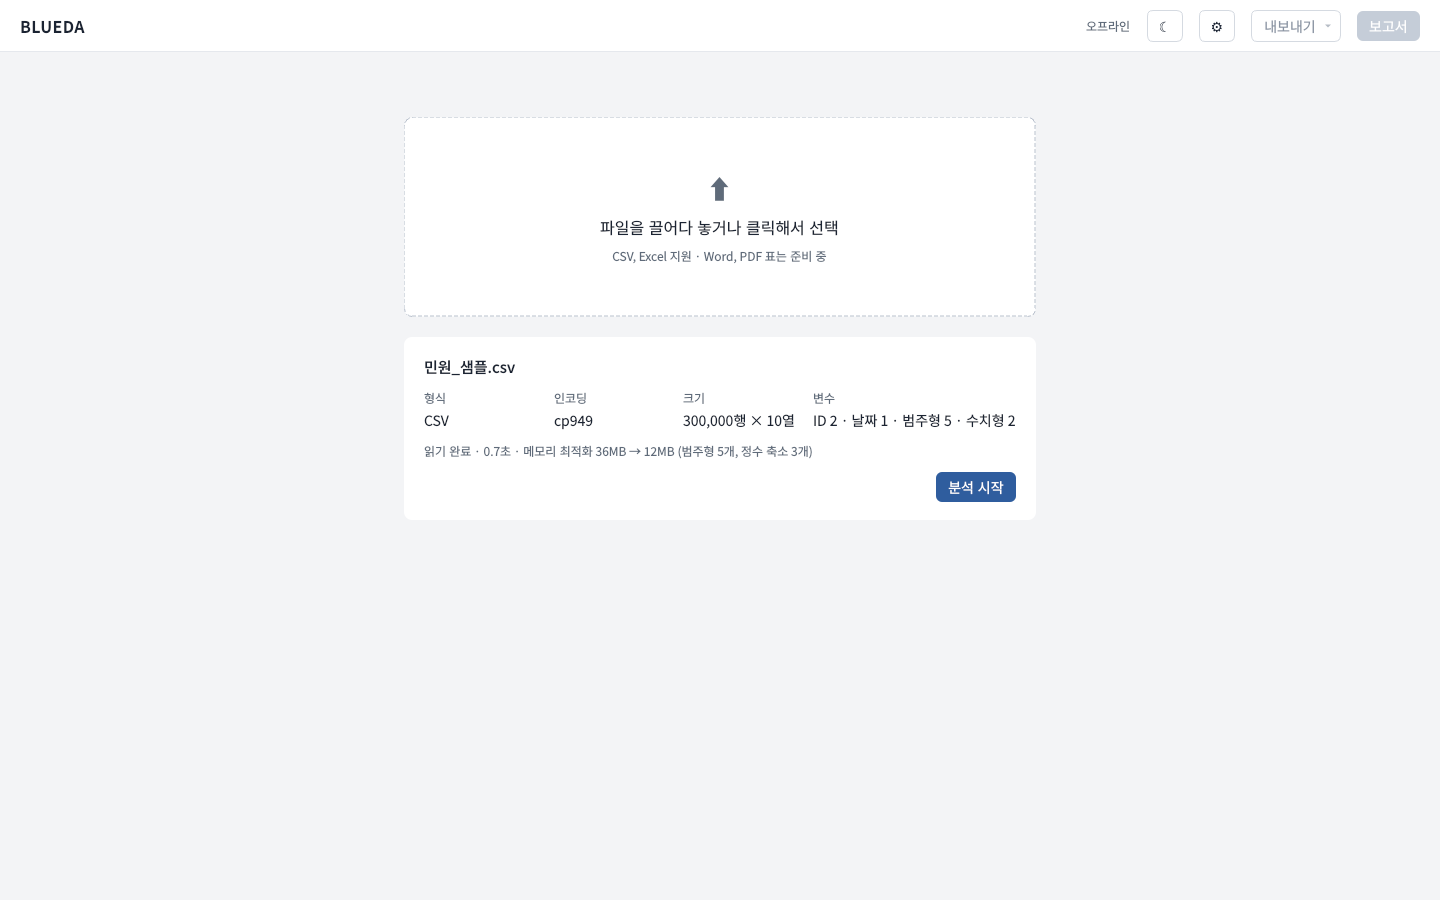 BLUEDA
오프라인
내보내기
보고서
파일을 끌어다 놓거나 클릭해서 선택
CSV, Excel 지원 · Word, PDF 표는 준비 중
민원_샘플.csv
형식 인코딩 크기 변수
CSV cp949 300,000행 × 10열 ID 2 · 날짜 1 · 범주형 5 · 수치형 2
읽기 완료 · 0.7초 · 메모리 최적화 36MB → 12MB (범주형 5개, 정수 축소 3개)
분석 시작